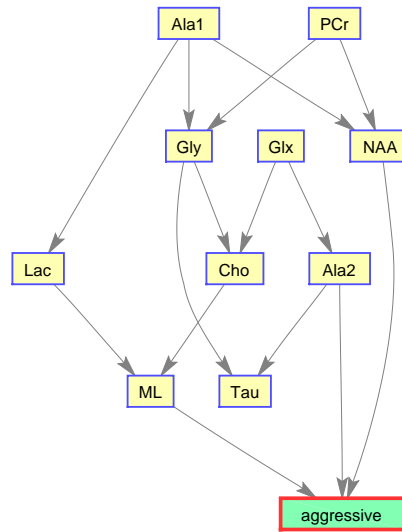 Ala1
PCr
Gly
Glx
NAA
Lac
Cho
Ala2
ML
Tau
aggressive